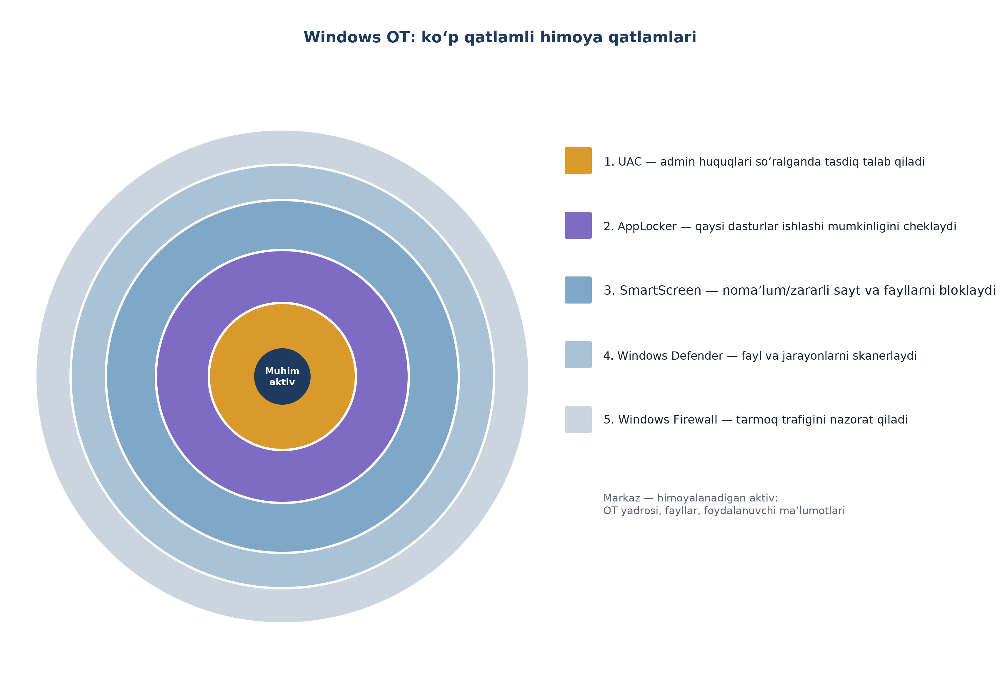 Windows OT: ko‘p qatlamli himoya qatlamlari
1. UAC — admin huquqlari so‘ralganda tasdiq talab qiladi
2. AppLocker — qaysi dasturlar ishlashi mumkinligini cheklaydi
3. SmartScreen — noma’lum/zararli sayt va fayllarni bloklaydi
4. Windows Defender — fayl va jarayonlarni skanerlaydi
Muhim
aktiv
5. Windows Firewall — tarmoq trafigini nazorat qiladi
Markaz — himoyalanadigan aktiv:
OT yadrosi, fayllar, foydalanuvchi ma’lumotlari